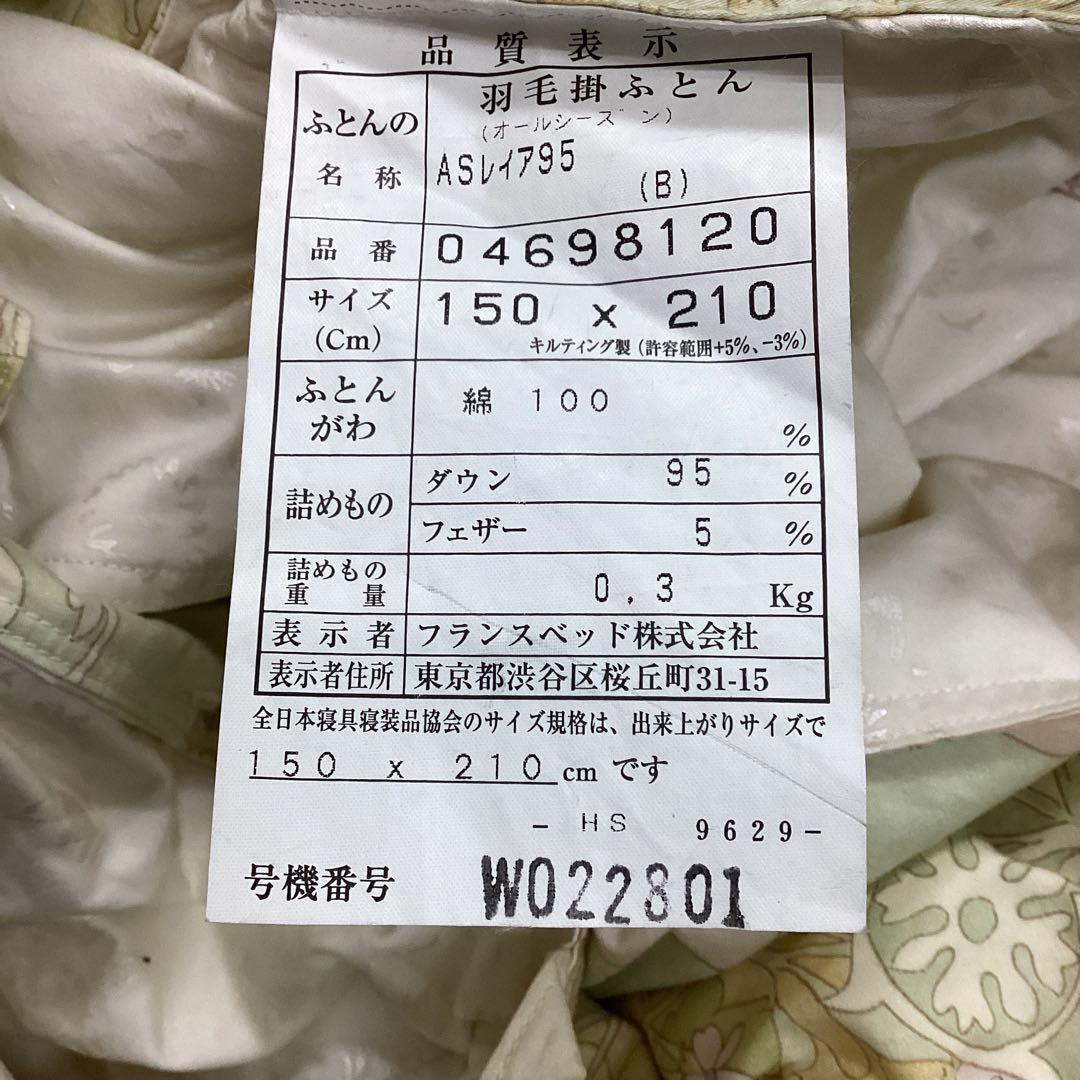 品質表示
ふとんの名称 羽毛掛ふとん
(オールシーズン)
ASレイア95
(B)
品番 04698120
サイズ(Cm) 150 x 210
キルティング製(許容範囲+5%、-3%)
ふとんがわ 綿 100 %
詰めもの ダウン 95 %
フェザー 5 %
詰めもの重量 0.3 Kg
表示者 フランスベッド株式会社
表示者住所 東京都渋谷区桜丘町31-15
全日本寝具寝装品協会のサイズ規格は、出来上がりサイズで
150 x 210 cm です
- HS 9629-
号機番号 W022801